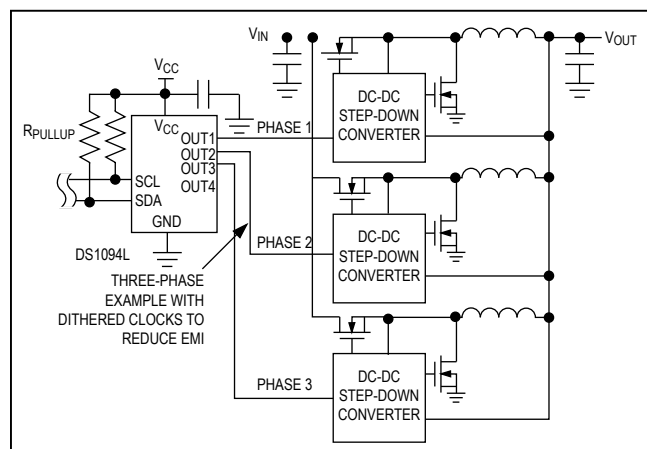 VIN
VOUT
VCC
RPULLUP
VCC
OUT1
OUT2
OUT3
OUT4
SCL
SDA
GND
DS1094L
PHASE 1
DC-DC
STEP-DOWN
CONVERTER
PHASE 2
DC-DC
STEP-DOWN
CONVERTER
THREE-PHASE
EXAMPLE WITH
DITHERED CLOCKS TO
REDUCE EMI
PHASE 3
DC-DC
STEP-DOWN
CONVERTER